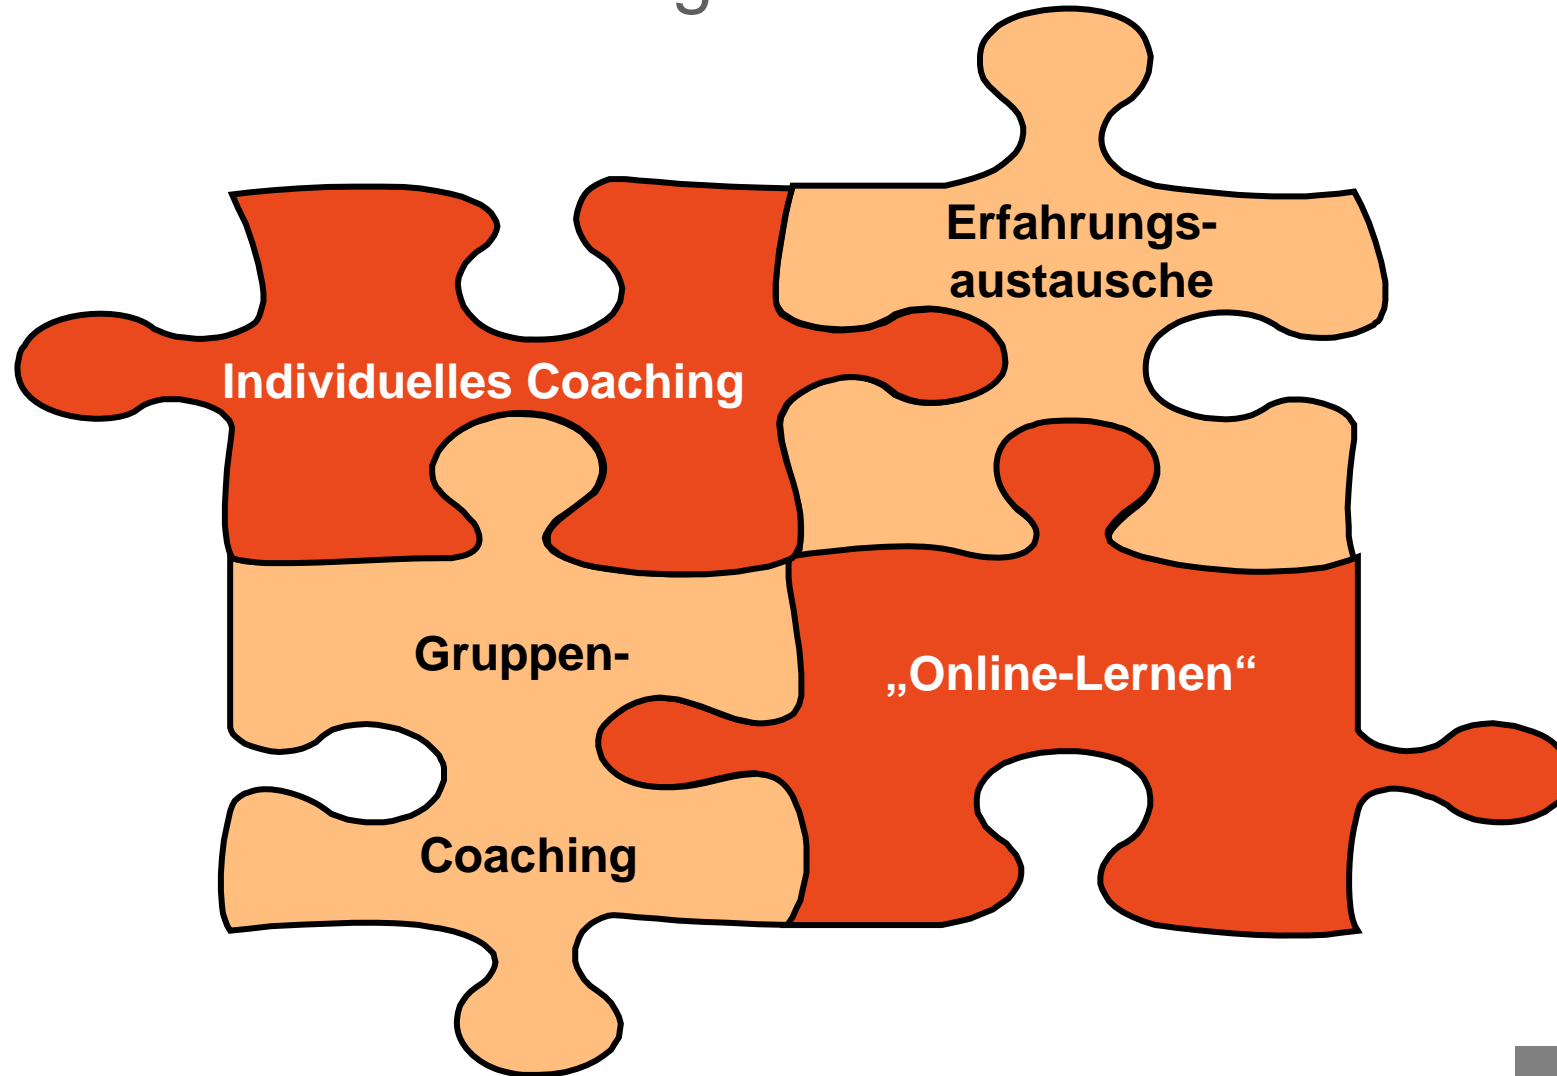 Erfahrungs-
austausche
Individuelles Coaching
Gruppen-
„Online-Lernen“
Coaching